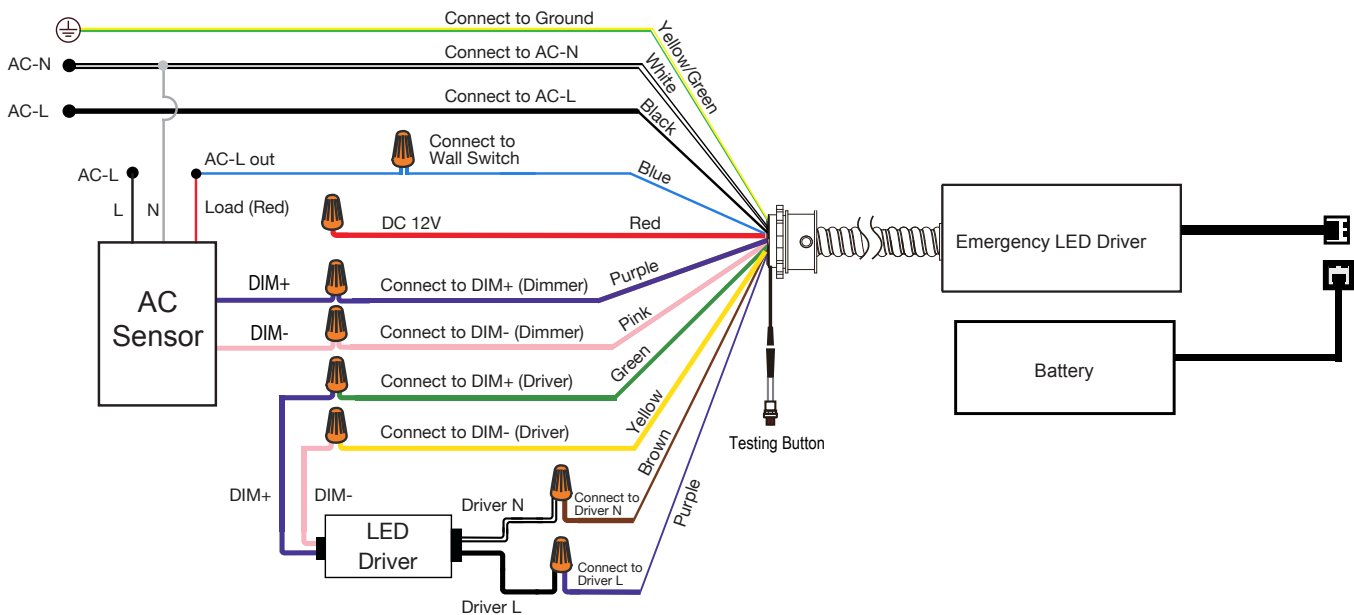 Connect to Ground
Yellow/Green
AC-N
Connect to AC-N
White
AC-L
Connect to AC-L
Black
AC-L
AC-L out
Connect to
Wall Switch
Blue
L
N
Load (Red)
DC 12V
Red
Emergency LED Driver
AC
Sensor
DIM+
Connect to DIM+ (Dimmer)
Purple
DIM-
Connect to DIM- (Dimmer)
Pink
Connect to DIM+ (Driver)
Green
Battery
Connect to DIM- (Driver)
Yellow
Testing Button
Brown
Purple
DIM+
DIM-
Driver N
Connect to
Driver N
LED
Driver
Connect to
Driver L
Driver L